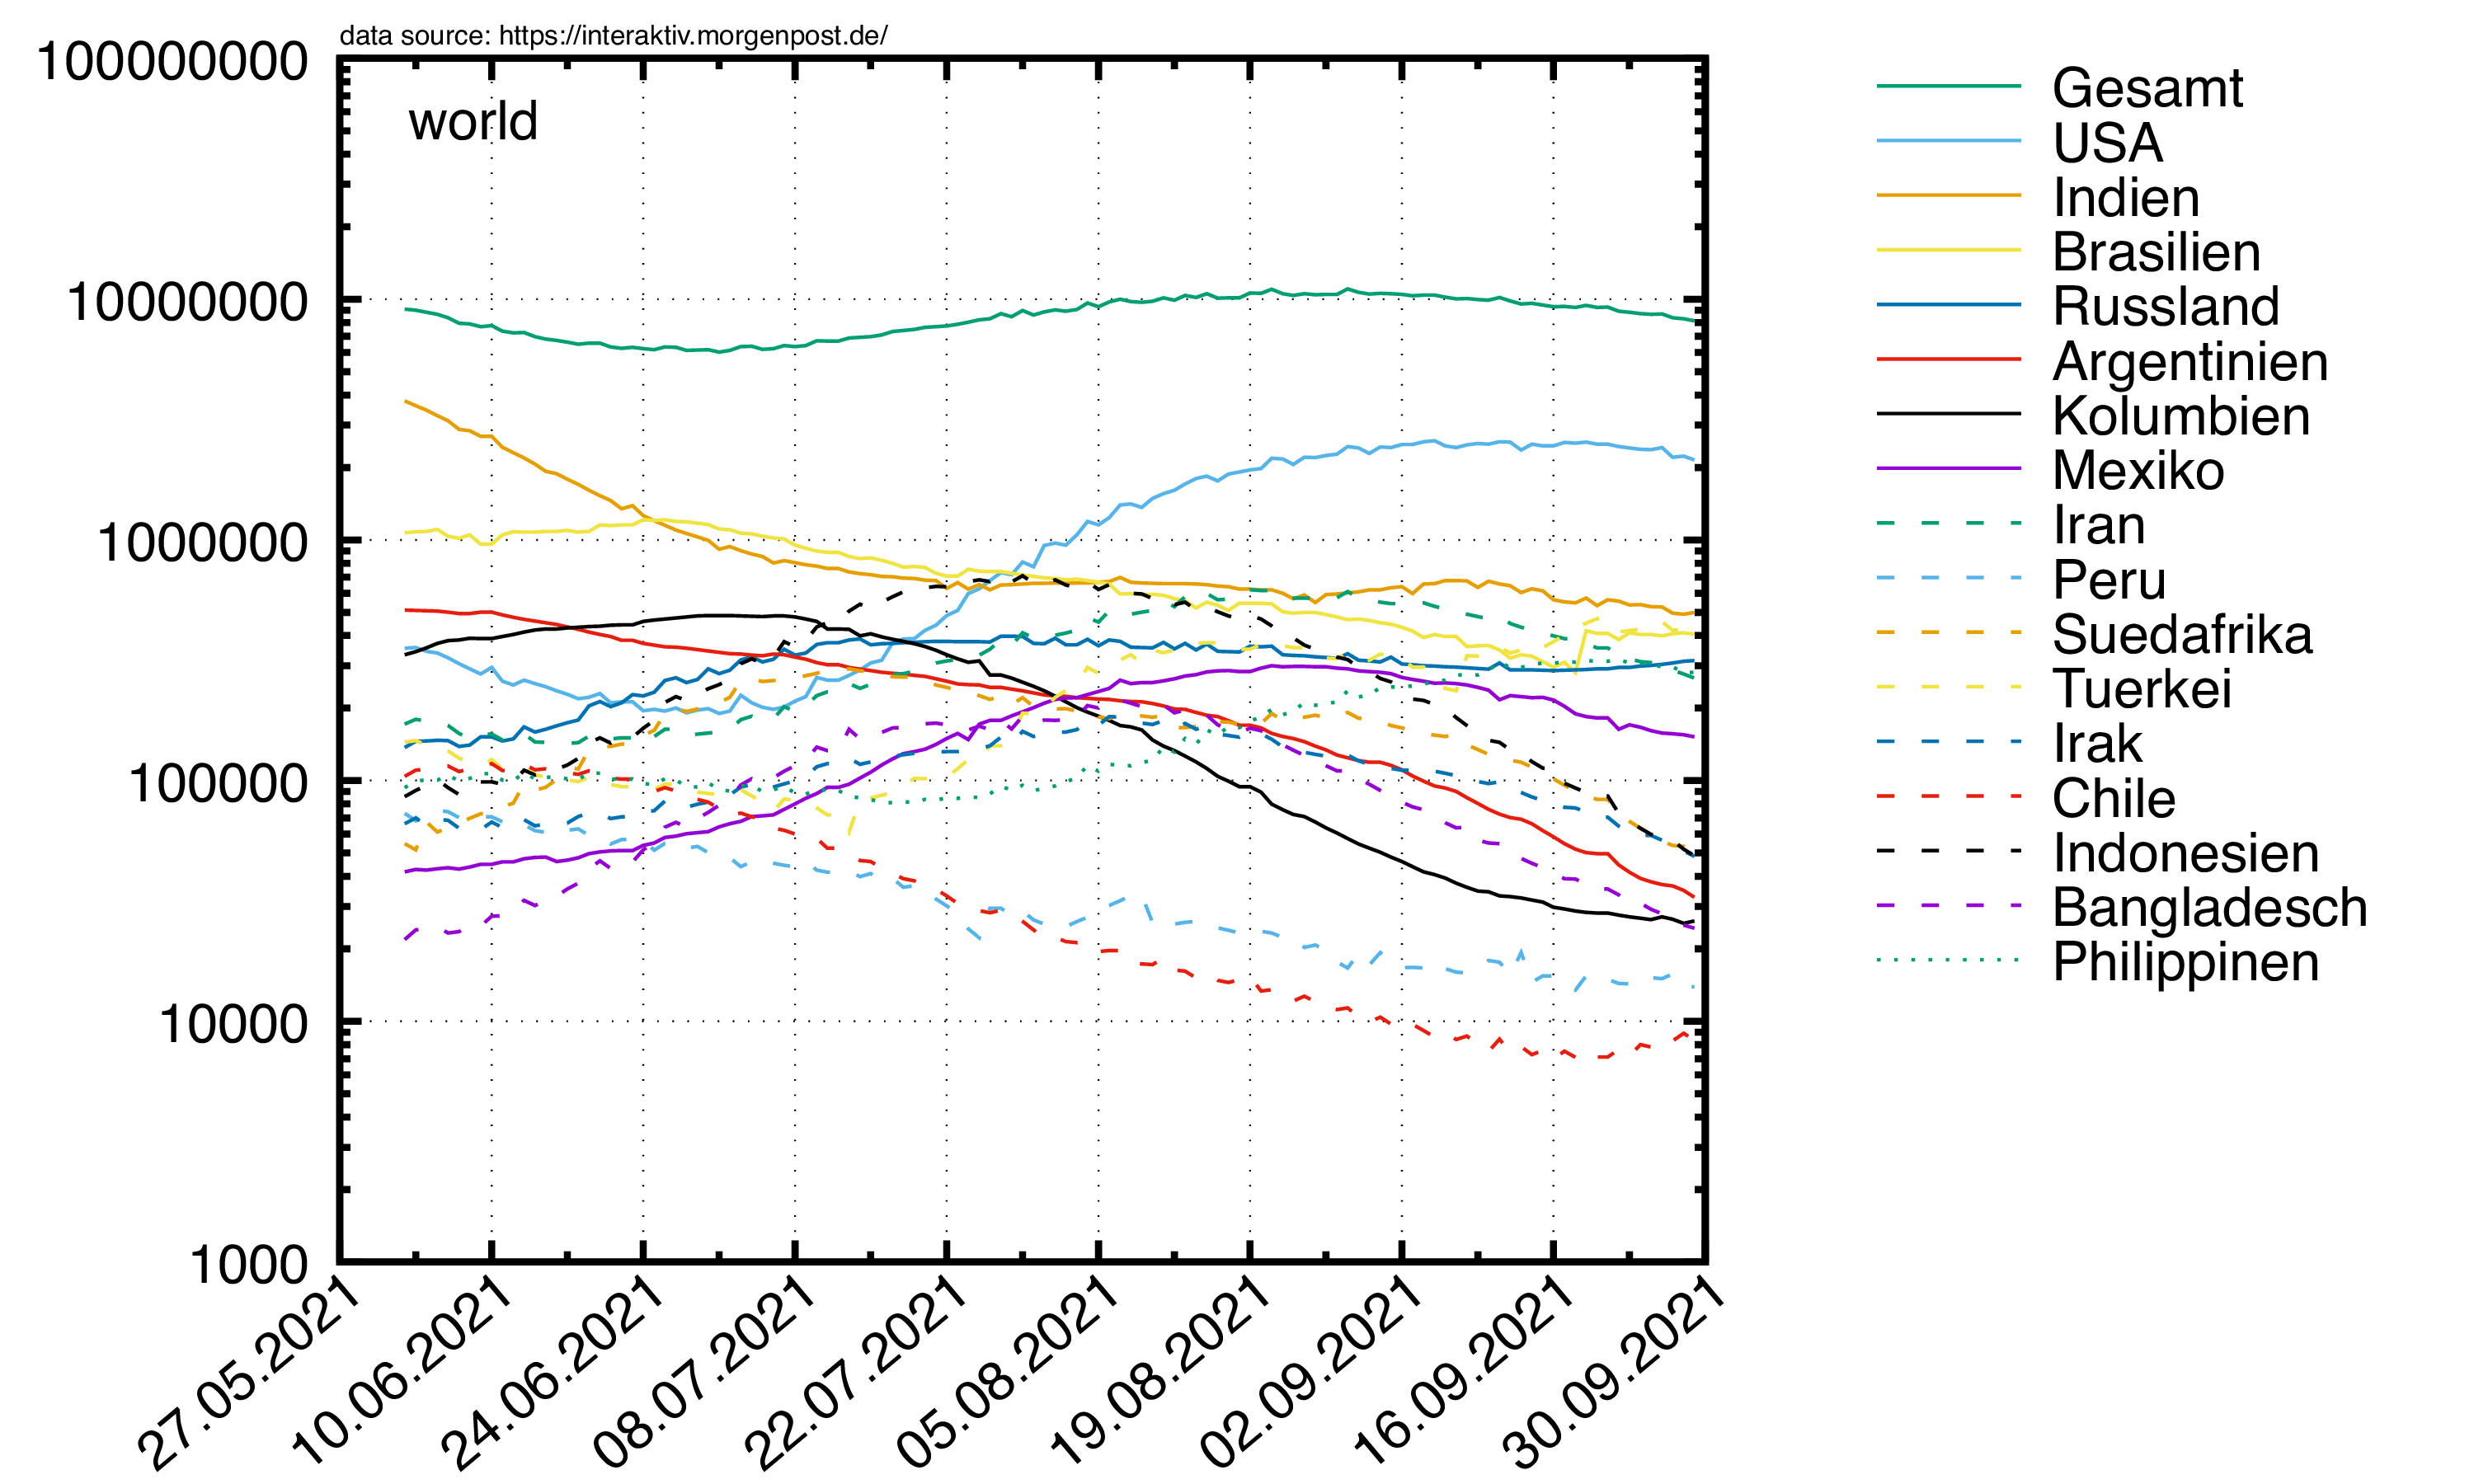 data source: https://interaktiv.morgenpost.de/
100000000
10000000
1000000
100000
10000
1000
world
27.05.2021
10.06.2021
24.06.2021
08.07.2021
22.07.2021
05.08.2021
19.08.2021
02.09.2021
16.09.2021
30.09.2021
Gesamt
USA
Indien
Brasilien
Russland
Argentinien
Kolumbien
Mexiko
Iran
Peru
Suedafrika
Tuerkei
Irak
Chile
Indonesien
Bangladesch
Philippinen